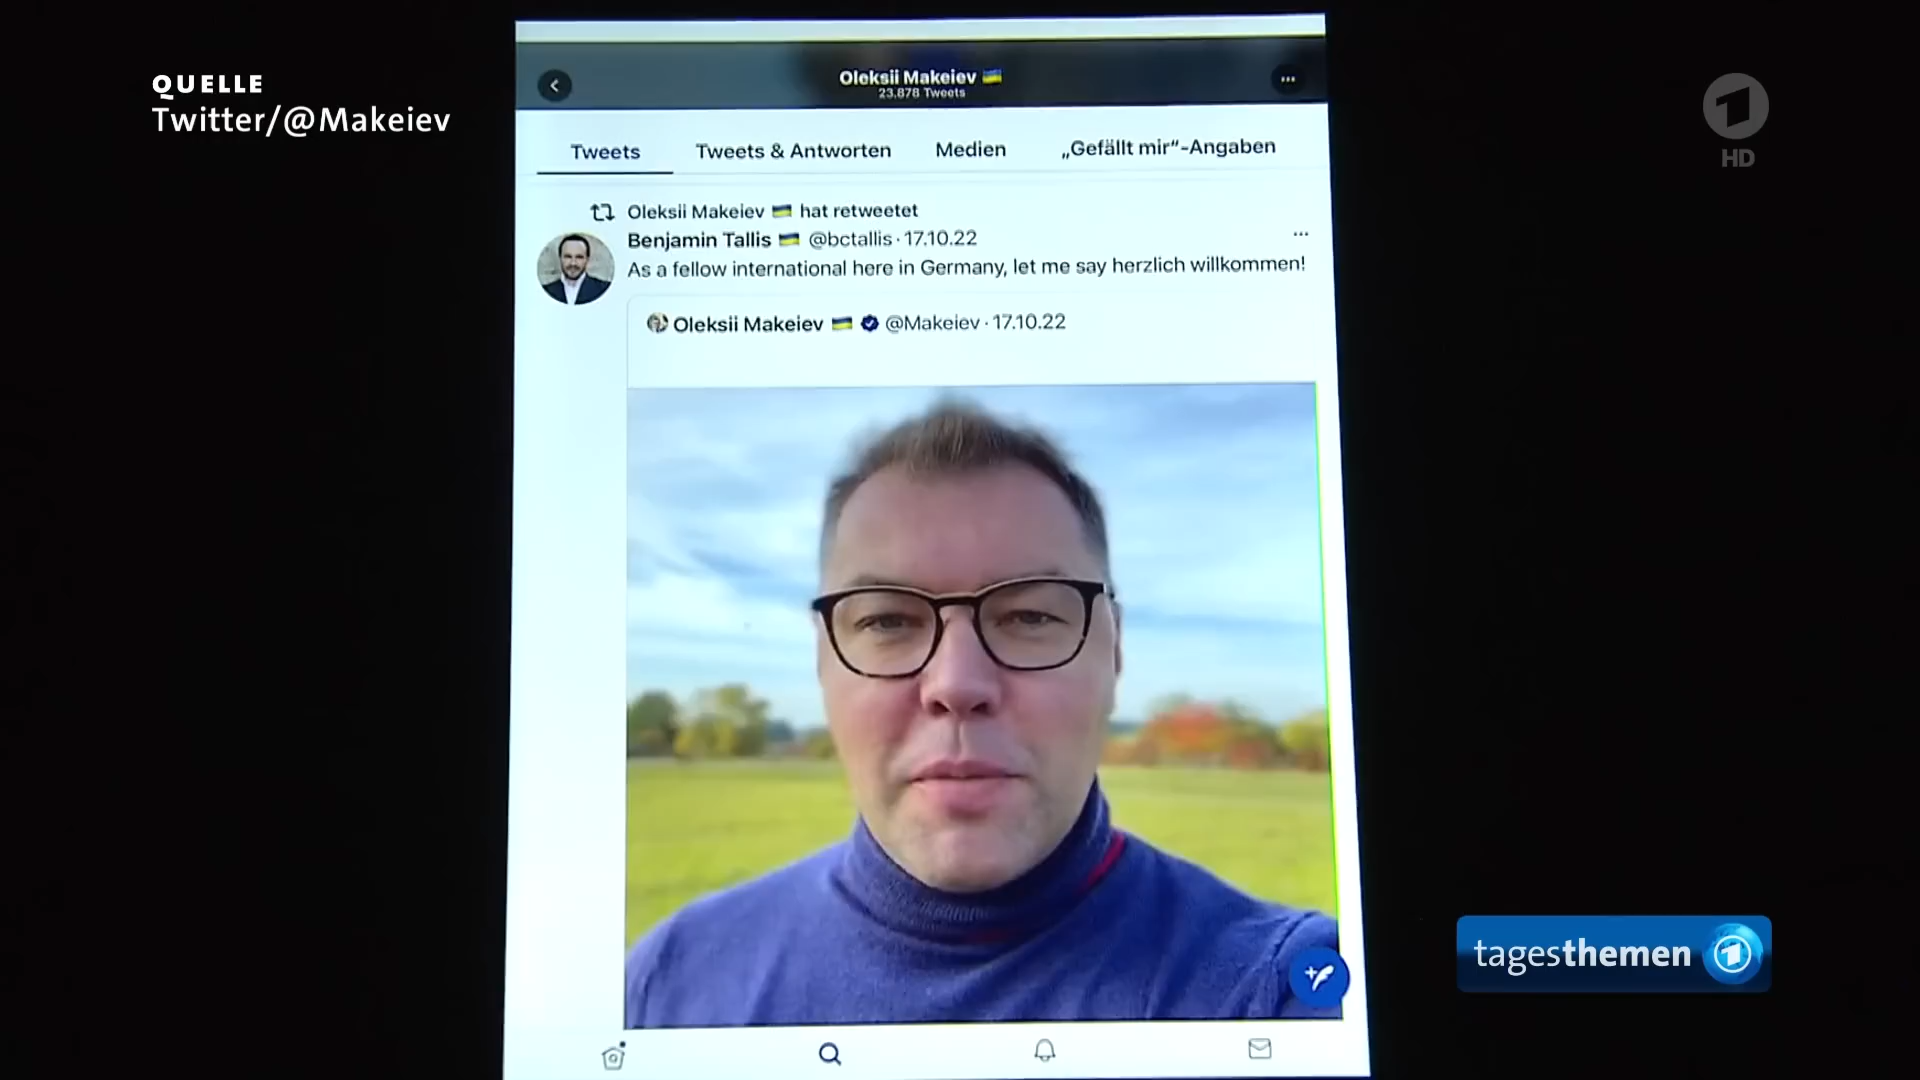 QUELLE
Twitter/@Makeiev
HD
Oleksii Makeiev
23.878 Tweets
Tweets
Tweets & Antworten
Medien
„Gefällt mir“-Angaben
Oleksii Makeiev hat retweetet
Benjamin Tallis @bctallis · 17.10.22
As a fellow international here in Germany, let me say herzlich willkommen!
Oleksii Makeiev @Makeiev · 17.10.22
tagesthemen